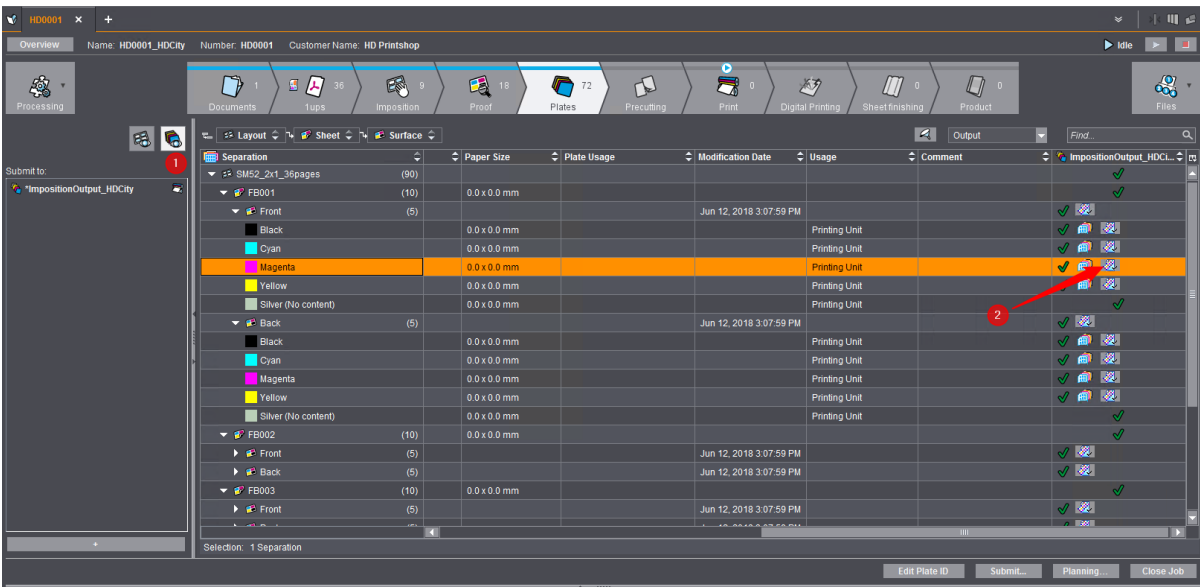 HD0001 × +
Overview Name: HD0001_HDCity Number: HD0001 Customer Name: HD Printshop Idle
Processing
Documents 1
1ups 36
Imposition 9
Proof 18
Plates 72
Precutting
Print 0
Digital Printing
Sheet finishing 0
Product 0
Files
1
Submit to:
*ImpositionOutput_HDCity
+
Layout Sheet Surface Output Find...
Separation Paper Size Plate Usage Modification Date Usage Comment ImpositionOutput_HDCi...
SM52_2x1_36pages (90)
FB001 (10) 0.0 x 0.0 mm
Front (5) Jun 12, 2018 3:07:59 PM
Black 0.0 x 0.0 mm Printing Unit
Cyan 0.0 x 0.0 mm Printing Unit
Magenta 0.0 x 0.0 mm Printing Unit
Yellow 0.0 x 0.0 mm Printing Unit
Silver (No content) 0.0 x 0.0 mm Printing Unit
2
Back (5) Jun 12, 2018 3:07:59 PM
Black 0.0 x 0.0 mm Printing Unit
Cyan 0.0 x 0.0 mm Printing Unit
Magenta 0.0 x 0.0 mm Printing Unit
Yellow 0.0 x 0.0 mm Printing Unit
Silver (No content) 0.0 x 0.0 mm Printing Unit
FB002 (10) 0.0 x 0.0 mm
Front (5) Jun 12, 2018 3:07:59 PM
Back (5) Jun 12, 2018 3:07:59 PM
FB003 (10) 0.0 x 0.0 mm
Front (5) Jun 12, 2018 3:07:59 PM
Selection: 1 Separation
Edit Plate ID Submit... Planning... Close Job